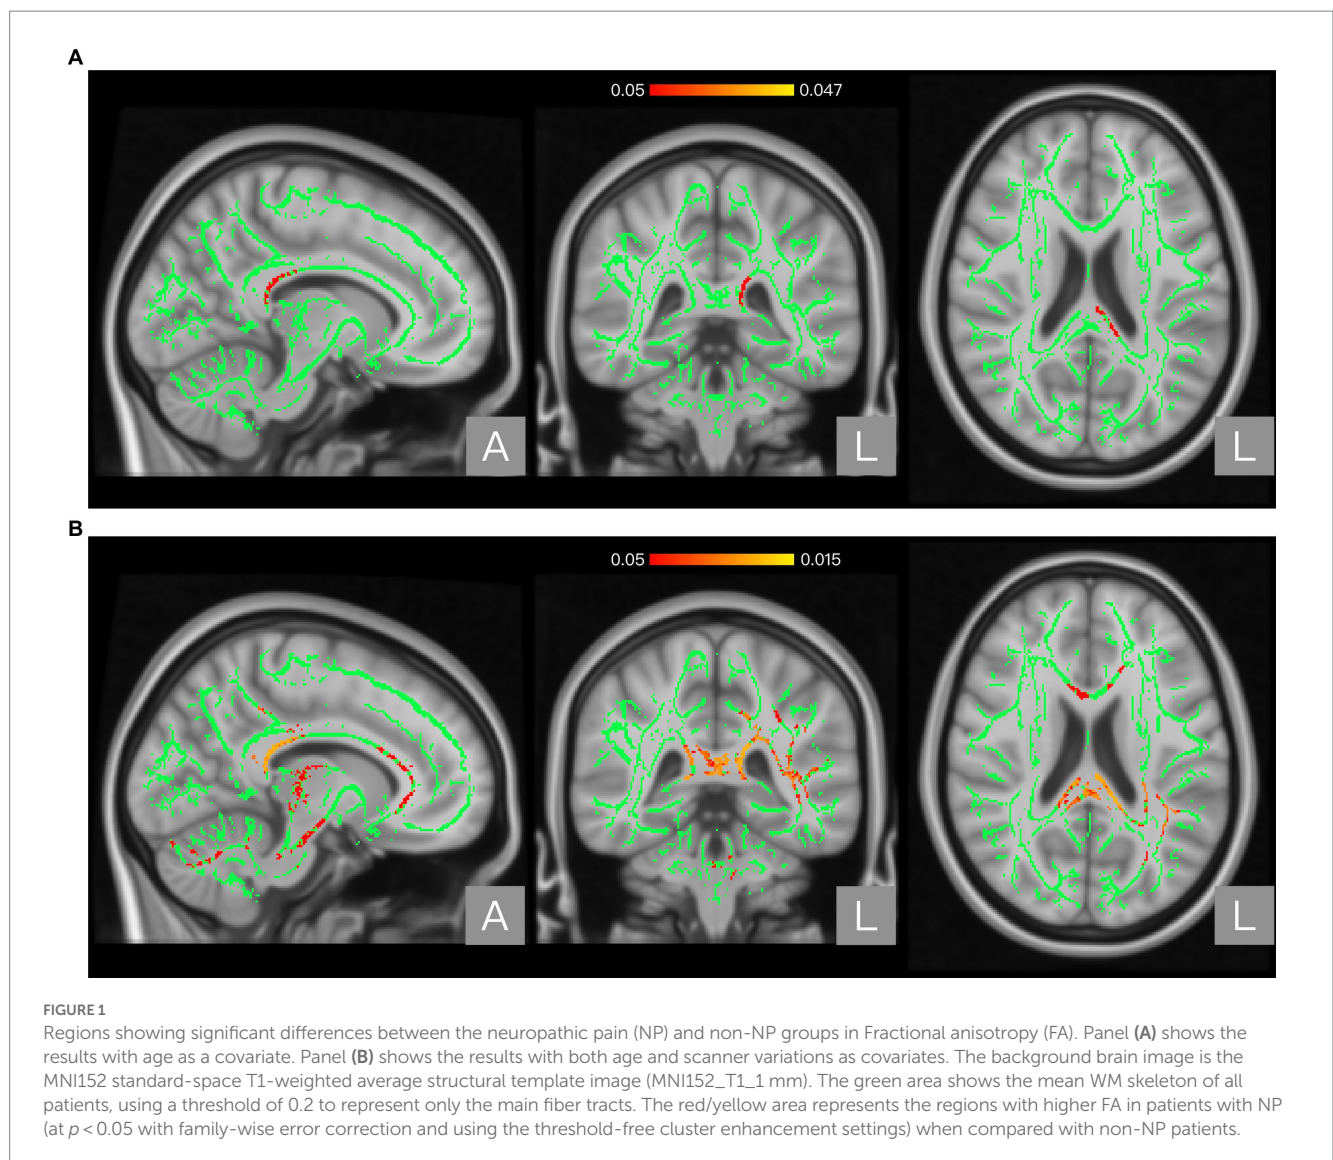 A
0.05 0.047
A L L
B
0.05 0.015
A L L
FIGURE 1
Regions showing significant differences between the neuropathic pain (NP) and non-NP groups in Fractional anisotropy (FA). Panel (A) shows the
results with age as a covariate. Panel (B) shows the results with both age and scanner variations as covariates. The background brain image is the
MNI152 standard-space T1-weighted average structural template image (MNI152_T1_1 mm). The green area shows the mean WM skeleton of all
patients, using a threshold of 0.2 to represent only the main fiber tracts. The red/yellow area represents the regions with higher FA in patients with NP
(at p < 0.05 with family-wise error correction and using the threshold-free cluster enhancement settings) when compared with non-NP patients.